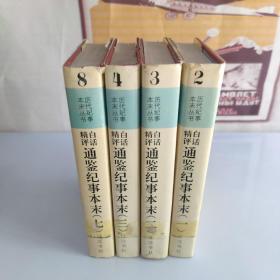 8
历代纪事
本末丛书
白话
精评
通鉴纪事本末(七)
4
历代纪事
本末丛书
白话
精评
通鉴纪事本末(三)
3
历代纪事
本末丛书
白话
精评
通鉴纪事本末(二)
2
历代纪事
本末丛书
白话
精评
通鉴纪事本末(一)